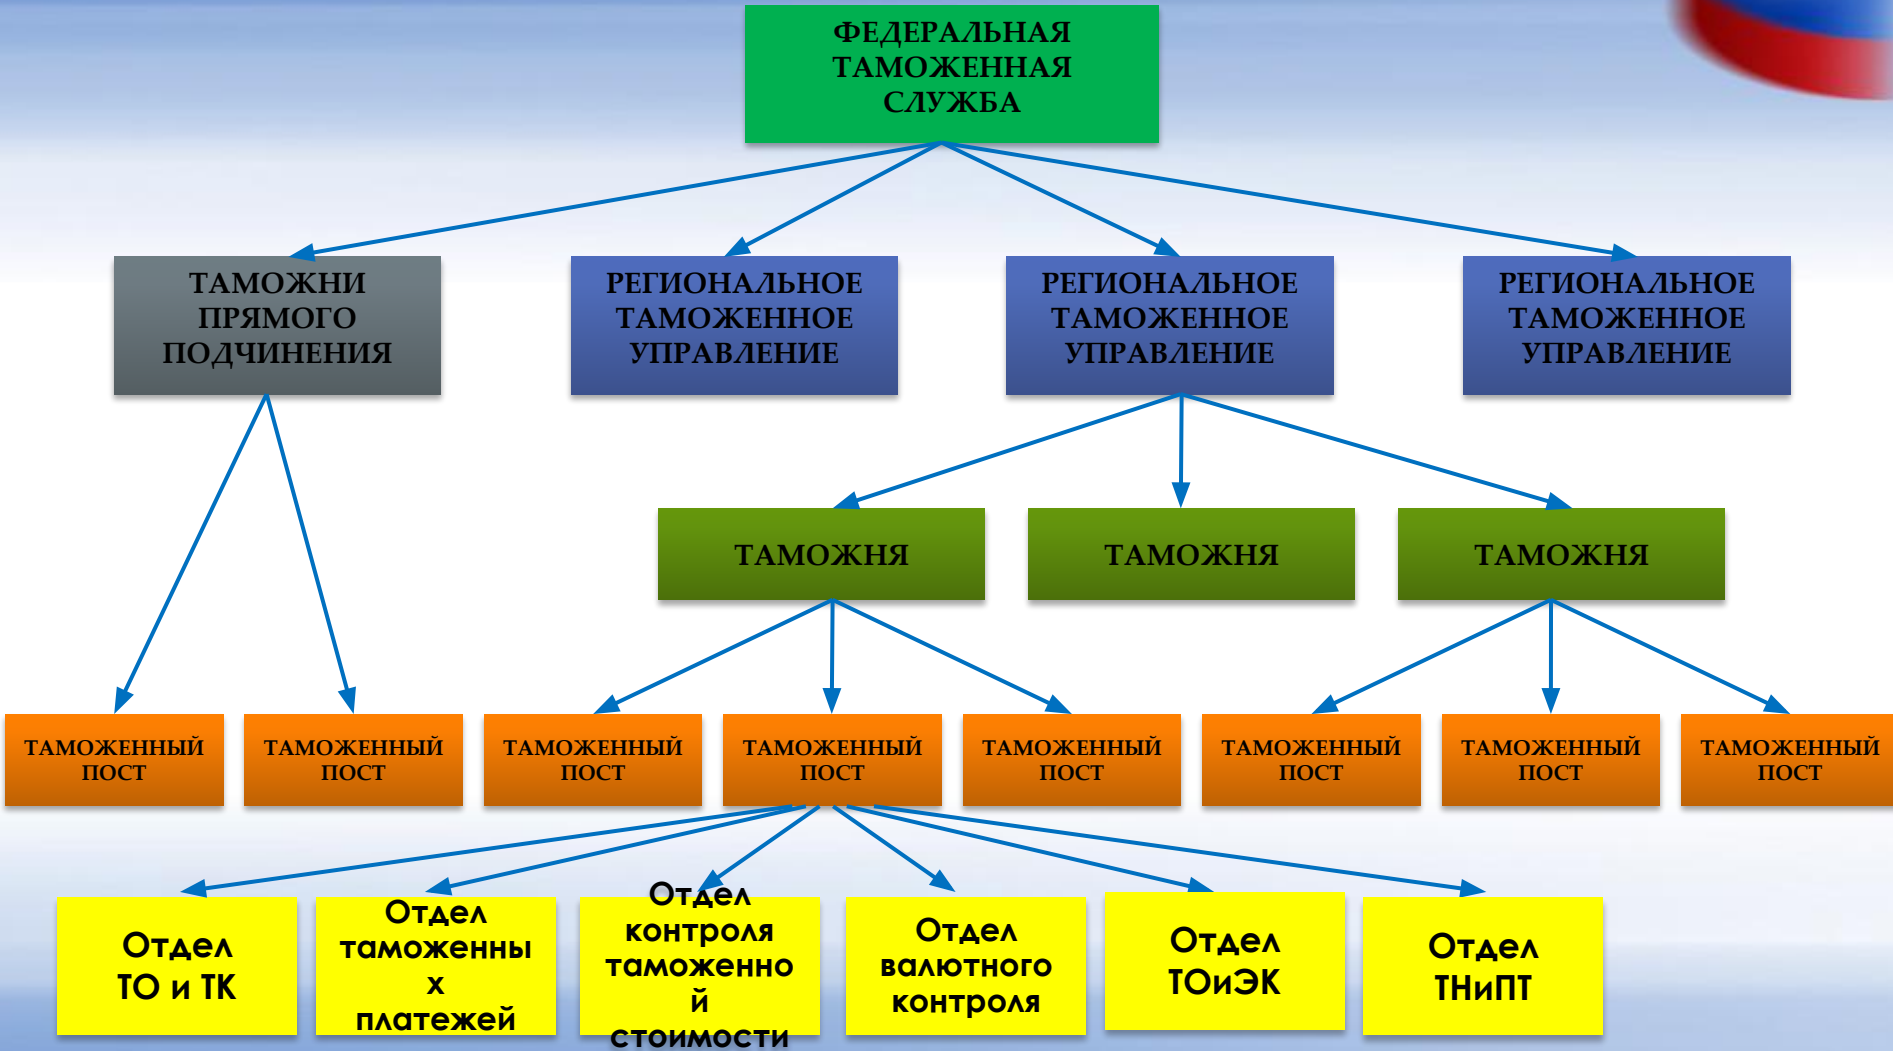 ФЕДЕРАЛЬНАЯ
ТАМОЖЕННАЯ
СЛУЖБА
ТАМОЖНИ
ПРЯМОГО
ПОДЧИНЕНИЯ
РЕГИОНАЛЬНОЕ
ТАМОЖЕННОЕ
УПРАВЛЕНИЕ
РЕГИОНАЛЬНОЕ
ТАМОЖЕННОЕ
УПРАВЛЕНИЕ
РЕГИОНАЛЬНОЕ
ТАМОЖЕННОЕ
УПРАВЛЕНИЕ
ТАМОЖНЯ
ТАМОЖНЯ
ТАМОЖНЯ
ТАМОЖЕННЫЙ
ПОСТ
ТАМОЖЕННЫЙ
ПОСТ
ТАМОЖЕННЫЙ
ПОСТ
ТАМОЖЕННЫЙ
ПОСТ
ТАМОЖЕННЫЙ
ПОСТ
ТАМОЖЕННЫЙ
ПОСТ
ТАМОЖЕННЫЙ
ПОСТ
ТАМОЖЕННЫЙ
ПОСТ
Отдел
ТО и ТК
Отдел
таможенны
х
платежей
Отдел
контроля
таможенно
й
стоимости
Отдел
валютного
контроля
Отдел
ТОиЭК
Отдел
ТНиПТ